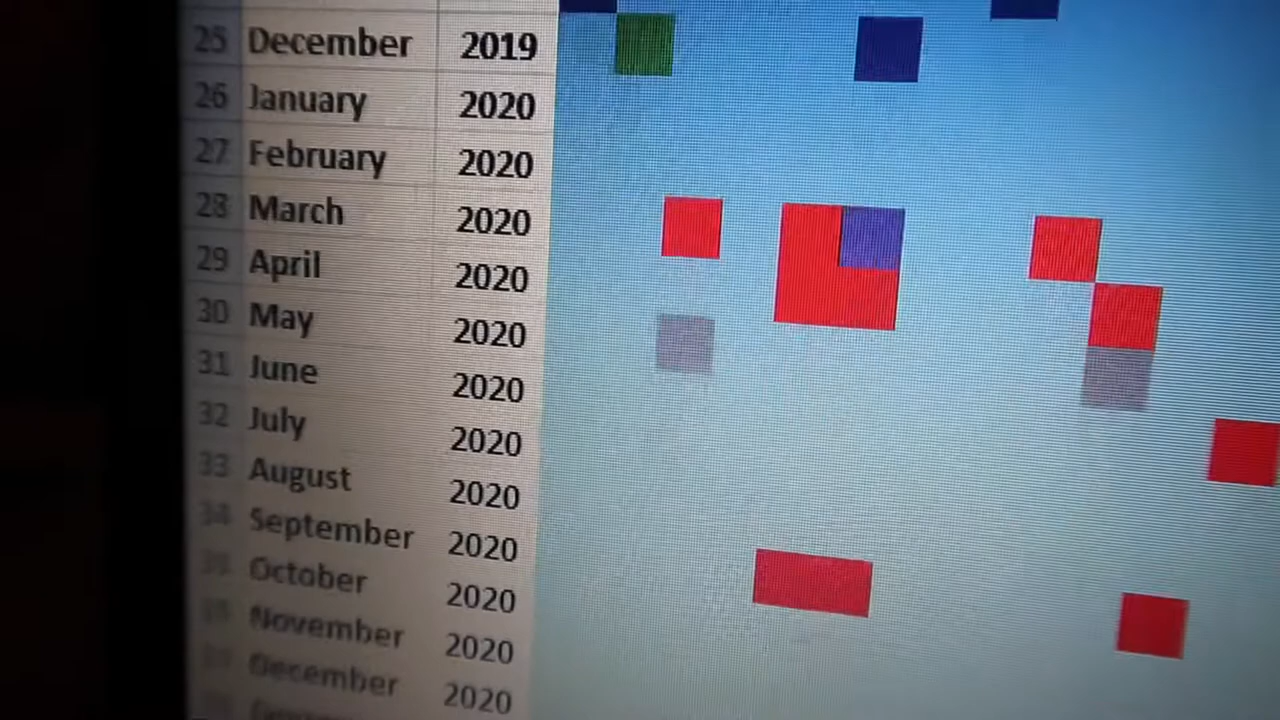 25 December 2019
26 January 2020
27 February 2020
28 March 2020
29 April 2020
30 May 2020
31 June 2020
32 July 2020
33 August 2020
34 September 2020
October 2020
November 2020
December 2020